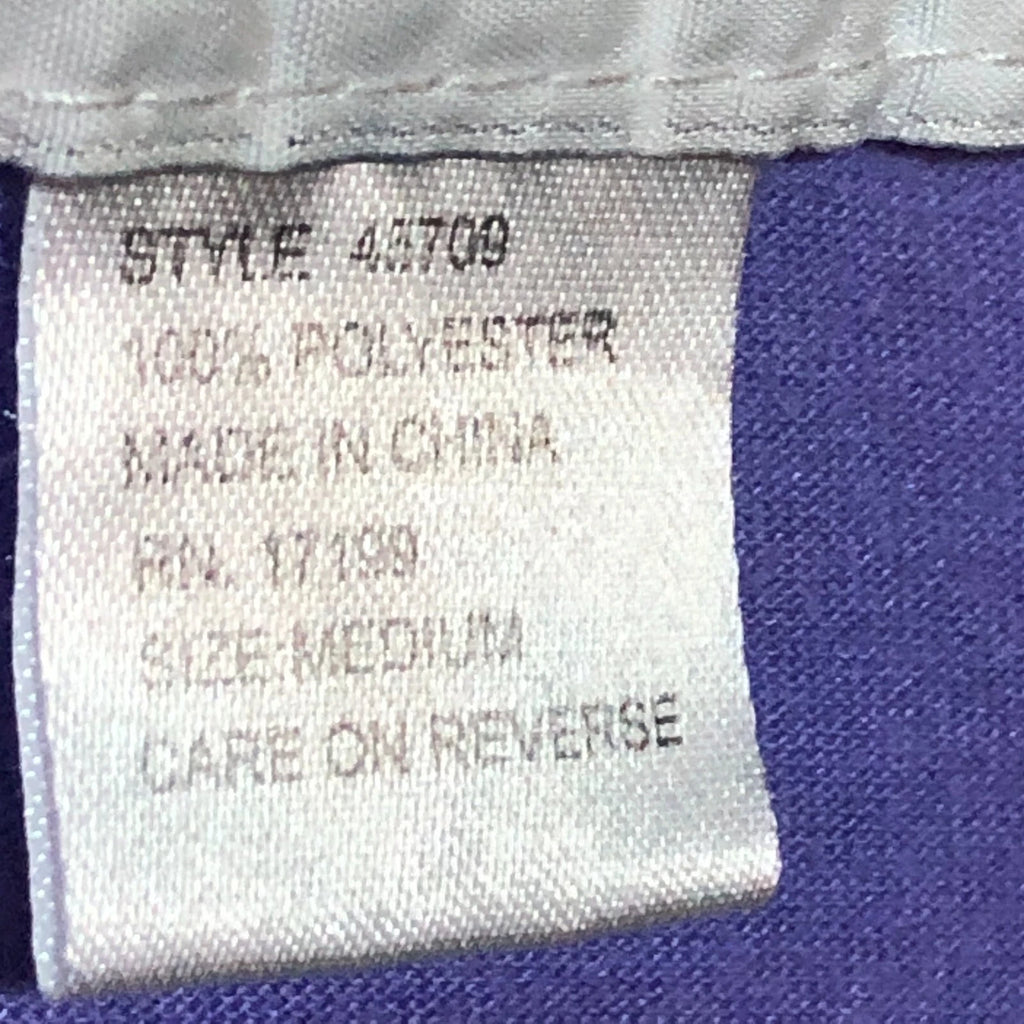 STYLE 45709
100% POLYESTER
MADE IN CHINA
RN. 17199
SIZE:MEDIUM
CARE ON REVERSE